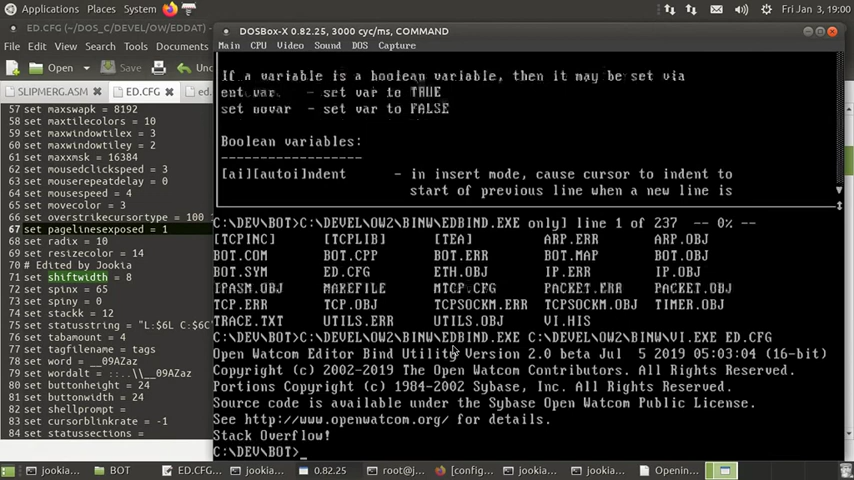 Applications Places System
Fri Jan 3, 19:00
ED.CFG (~/DOS_C/DEVEL/OW/EDDAT)
File Edit View Search Tools Documents
Open Save Undo
SLIPMERG.ASM × ED.CFG ×
57 set maxswapk = 8192
58 set maxtilecolors = 10
59 set maxwindowtilex = 3
60 set maxwindowtiley = 2
61 set maxxmsk = 16384
62 set mousedclickspeed = 3
63 set mouserepeatdelay = 0
64 set mousespeed = 4
65 set movetime = 3
66 set overstrikecursortype = 100
67 set pagelinesexposed = 1
68 set radix = 10
69 set resizecolor = 14
70 # Edited by Jookia
71 set shiftwidth = 8
72 set spinx = 65
73 set spiny = 0
74 set stackk = 12
75 set statusstring = "L:$6L $C:$6C
76 set tabamount = 4
77 set tagfilename = tags
78 set word = __09AZaz
79 set wordalt = ::..\\__09AZaz
80 set buttonheight = 24
81 set buttonwidth = 24
82 set shellprompt =
83 set cursorblinkrate = -1
84 set statussections =
DOSBox-X 0.82.25, 3000 cyc/ms, COMMAND
Main CPU Video Sound DOS Capture
If a variable is a boolean variable, then it may be set via
set novar - set var to FALSE
Boolean variables:
------------------
[ai][autoi]ndent - in insert mode, cause cursor to indent to
start of previous line when a new line is
C:\DEV\BOT>C:\DEVEL\OW2\BINW\EDBIND.EXE only] line 1 of 237 -- 0% --
[TCPINC] [TCPLIB] [TEA] ARP.ERR ARP.OBJ
BOT.COM BOT.CPP BOT.ERR BOT.MAP BOT.OBJ
BOT.SYM ED.CFG ETH.OBJ IP.ERR IP.OBJ
IPASM.OBJ MAKEFILE MTCP.CFG PACKET.ERR PACKET.OBJ
TCP.ERR TCP.OBJ TCPSOCKM.ERR TCPSOCKM.OBJ TIMER.OBJ
TRACE.TXT UTILS.ERR UTILS.OBJ VI.HIS
C:\DEV\BOT>C:\DEVEL\OW2\BINW\EDBIND.EXE C:\DEVEL\OW2\BINW\VI.EXE ED.CFG
Open Watcom Editor Bind Utility Version 2.0 beta Jul 5 2019 05:03:04 (16-bit)
Copyright (c) 2002-2019 The Open Watcom Contributors. All Rights Reserved.
Portions Copyright (c) 1984-2002 Sybase, Inc. All Rights Reserved.
Source code is available under the Sybase Open Watcom Public License.
See http://www.openwatcom.org/ for details.
Stack Overflow!
C:\DEV\BOT>_
jookia... BOT ED.CFG ... jookia... 0.82.25 root@j... [config... jookia... jookia... Openin...